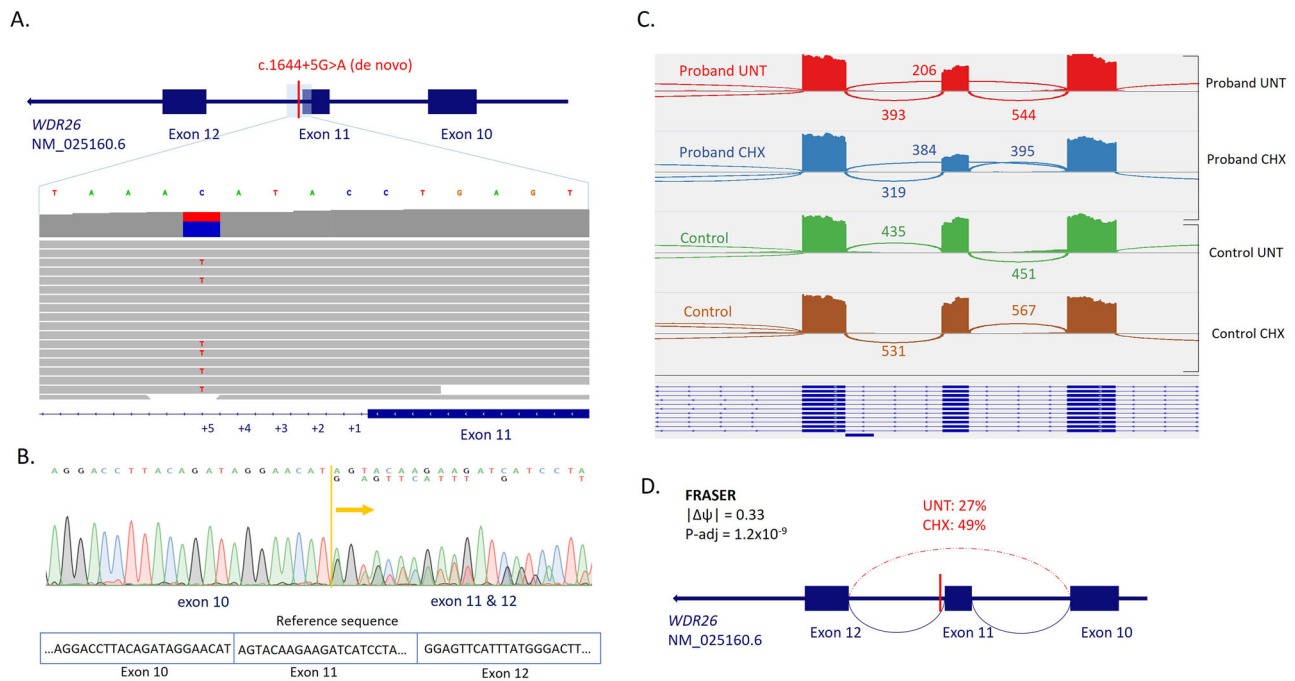 A.
c.1644+5G>A (de novo)
WDR26
NM_025160.6
Exon 12
Exon 11
Exon 10
T A A A C A T A C C T G A G T
T
T
T
T
T
T
+5 +4 +3 +2 +1
Exon 11
B.
A G G A C C T T A C A G A T A G G A A C A T A G T A C A A G A A G A T C A T C C T A
G A G T T C A T T T G T
exon 10
exon 11 & 12
Reference sequence
...AGGACCTTACAGATAGGAACAT
AGTACAAGAAGATCATCCTA...
GGAGTTCATTTATGGGACTT...
Exon 10
Exon 11
Exon 12
C.
Proband UNT
206
393
544
Proband UNT
Proband CHX
384
395
319
Proband CHX
Control
435
451
Control UNT
Control
567
531
Control CHX
D.
FRASER
|Δψ| = 0.33
P-adj = 1.2x10⁻⁹
UNT: 27%
CHX: 49%
WDR26
NM_025160.6
Exon 12
Exon 11
Exon 10